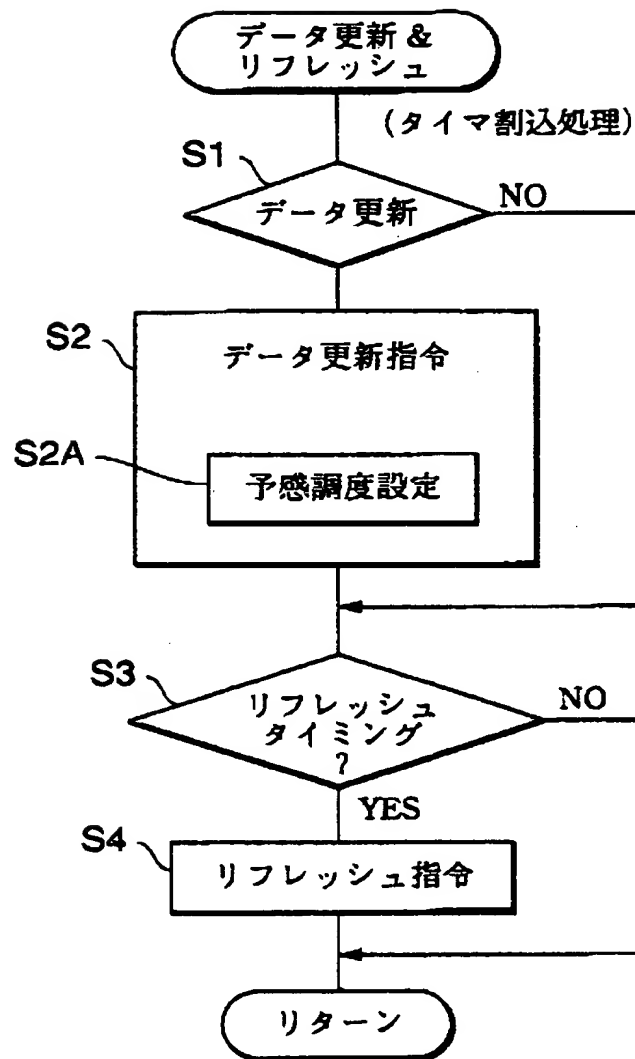 データ更新&
リフレッシュ
(タイマ割込処理)
S1
データ更新
NO
S2
データ更新指令
S2A
予感調度設定
S3
リフレッシュ
タイミング
?
NO
YES
S4
リフレッシュ指令
リターン